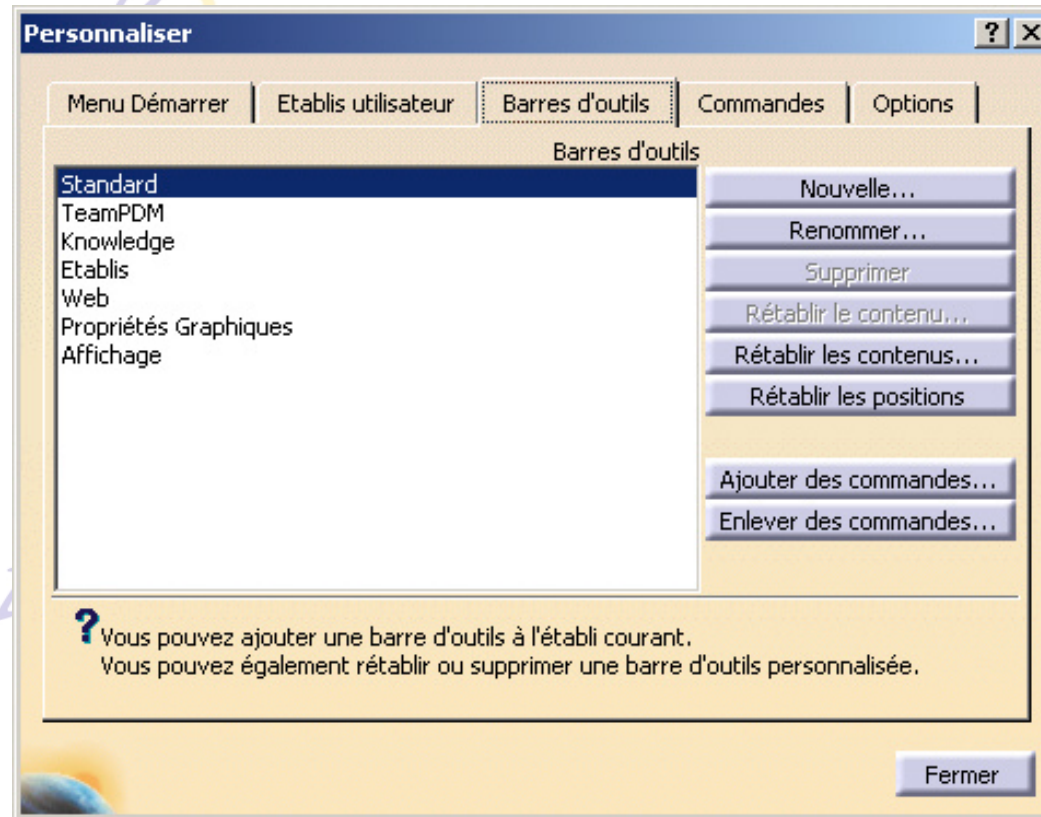 Personnaliser
Menu Démarrer
Etablis utilisateur
Barres d'outils
Commandes
Options
Barres d'outils
Standard
TeamPDM
Knowledge
Etablis
Web
Propriétés Graphiques
Affichage
Nouvelle...
Renommer...
Supprimer
Rétablir le contenu...
Rétablir les contenus...
Rétablir les positions
Ajouter des commandes...
Enlever des commandes...
Vous pouvez ajouter une barre d'outils à l'établi courant.
Vous pouvez également rétablir ou supprimer une barre d'outils personnalisée.
Fermer